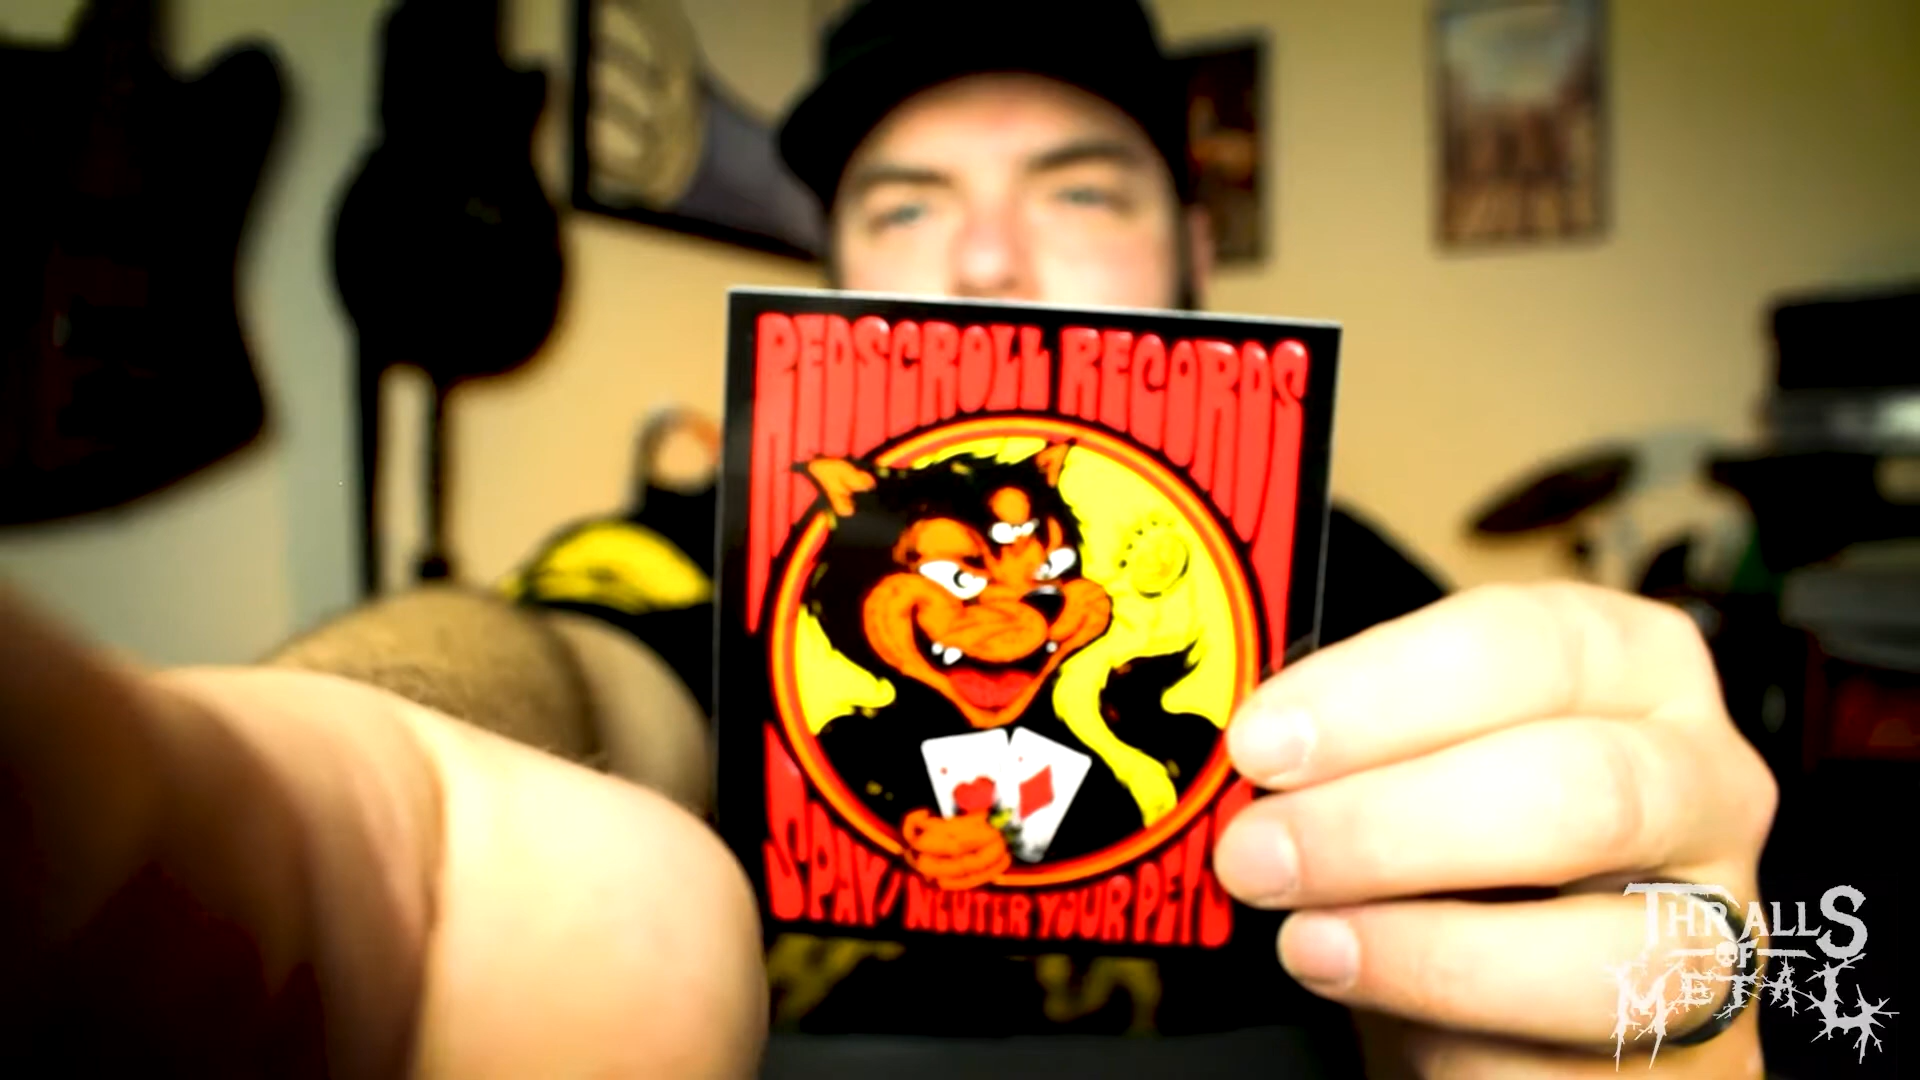 REDSCROLL RECORDS
SPAY/NEUTER YOUR PETS
THRALLS
OF
METAL